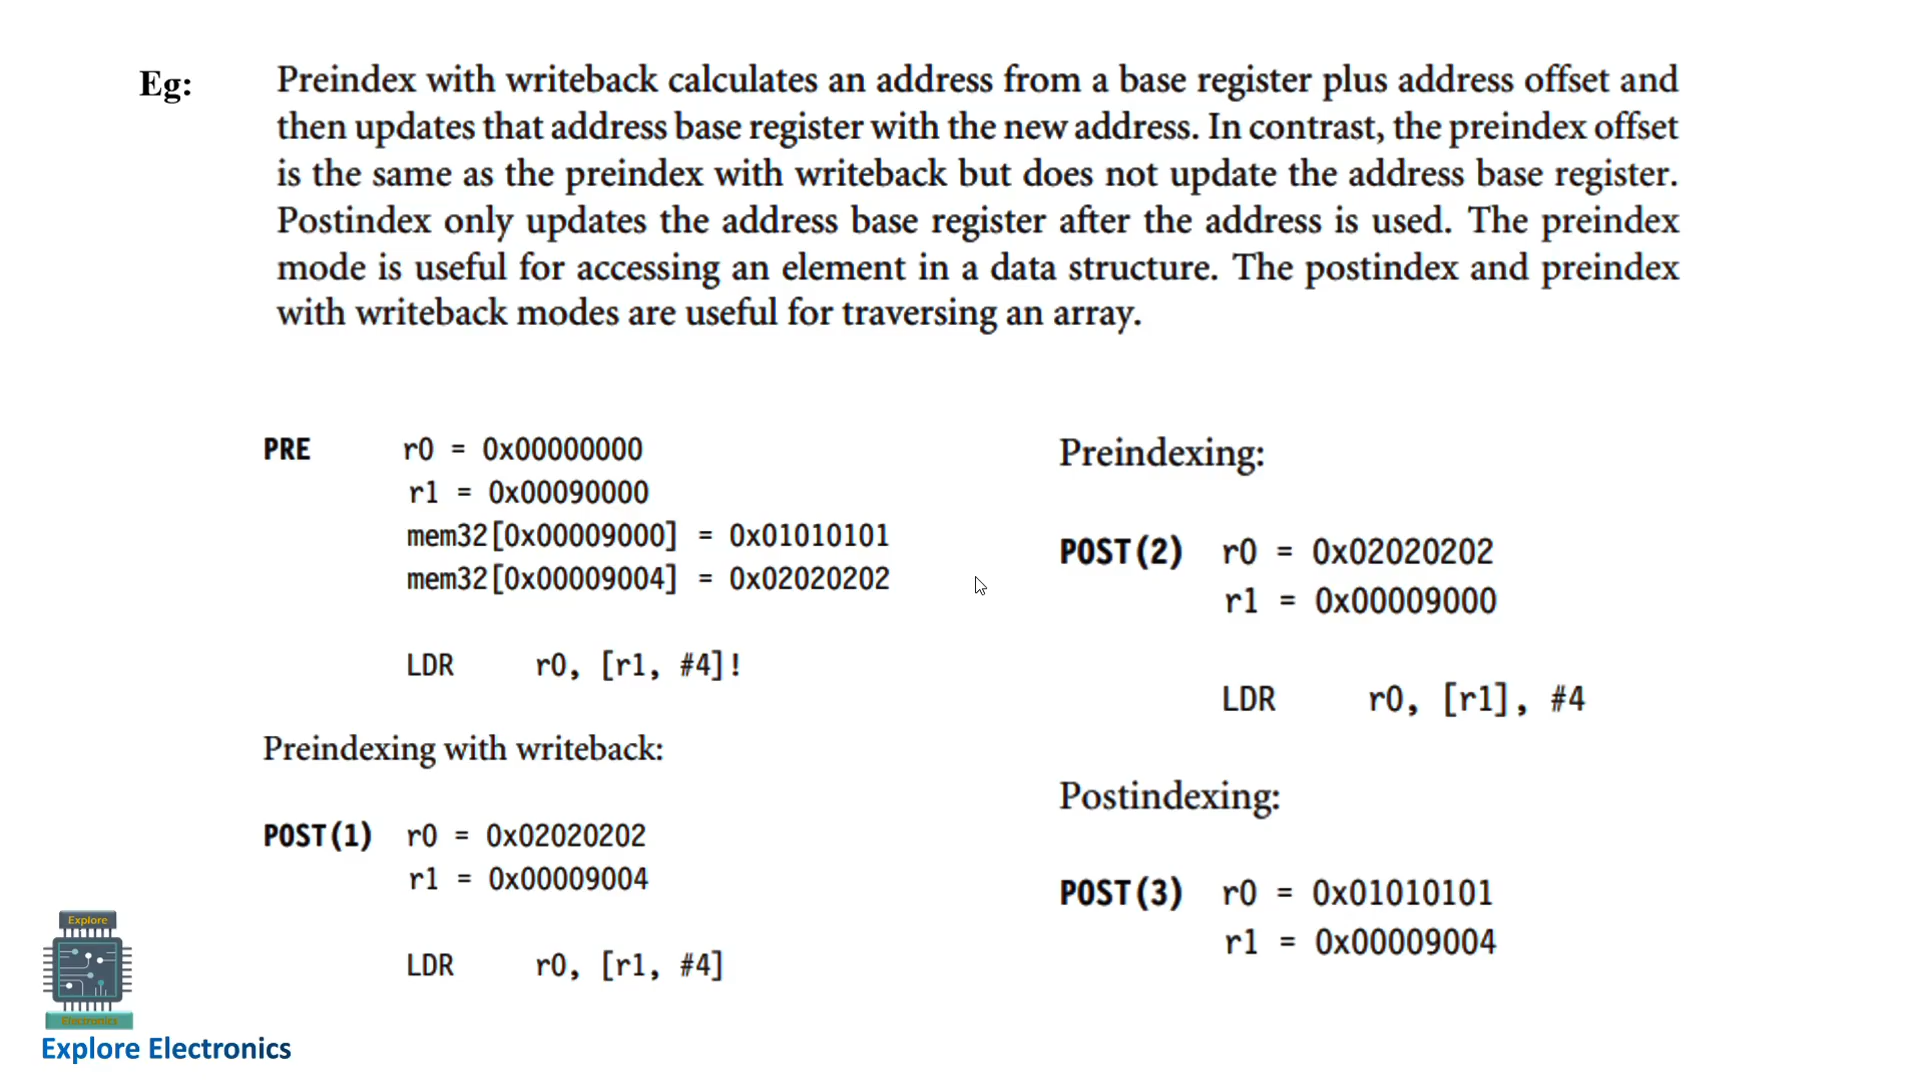 Eg:
Preindex with writeback calculates an address from a base register plus address offset and
then updates that address base register with the new address. In contrast, the preindex offset
is the same as the preindex with writeback but does not update the address base register.
Postindex only updates the address base register after the address is used. The preindex
mode is useful for accessing an element in a data structure. The postindex and preindex
with writeback modes are useful for traversing an array.
PRE r0 = 0x00000000
r1 = 0x00090000
mem32[0x00009000] = 0x01010101
mem32[0x00009004] = 0x02020202
LDR r0, [r1, #4]!
Preindexing with writeback:
POST(1) r0 = 0x02020202
r1 = 0x00009004
LDR r0, [r1, #4]
Preindexing:
POST(2) r0 = 0x02020202
r1 = 0x00009000
LDR r0, [r1], #4
Postindexing:
POST(3) r0 = 0x01010101
r1 = 0x00009004
Explore
Electronics
Explore Electronics